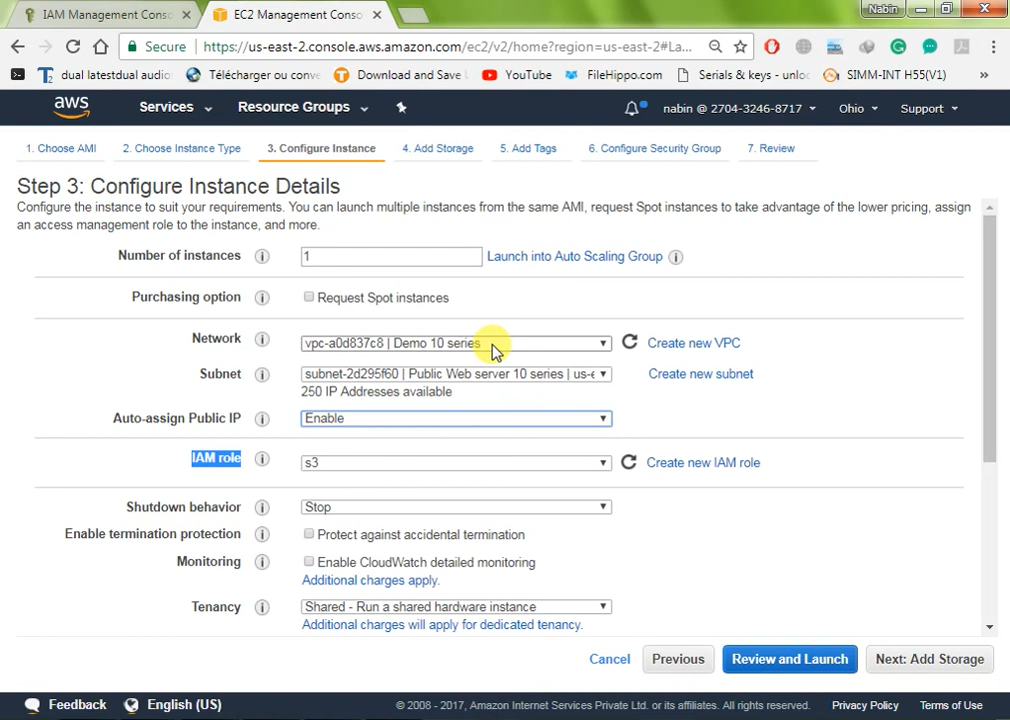 IAM Management Conso
EC2 Management Conso
Nabin
Secure
https://us-east-2.console.aws.amazon.com/ec2/v2/home?region=us-east-2#La...
dual latestdual audio
Télécharger ou conve
Download and Save
YouTube
FileHippo.com
Serials & keys - unloc
SIMM-INT H55(V1)
»
aws
Services
Resource Groups
nabin @ 2704-3246-8717
Ohio
Support
1. Choose AMI
2. Choose Instance Type
3. Configure Instance
4. Add Storage
5. Add Tags
6. Configure Security Group
7. Review
Step 3: Configure Instance Details
Configure the instance to suit your requirements. You can launch multiple instances from the same AMI, request Spot instances to take advantage of the lower pricing, assign
an access management role to the instance, and more.
Number of instances
1
Launch into Auto Scaling Group
Purchasing option
Request Spot instances
Network
vpc-a0d837c8 | Demo 10 series
Create new VPC
Subnet
subnet-2d295f60 | Public Web server 10 series | us-e
Create new subnet
250 IP Addresses available
Auto-assign Public IP
Enable
IAM role
s3
Create new IAM role
Shutdown behavior
Stop
Enable termination protection
Protect against accidental termination
Monitoring
Enable CloudWatch detailed monitoring
Additional charges apply.
Tenancy
Shared - Run a shared hardware instance
Additional charges will apply for dedicated tenancy.
Cancel
Previous
Review and Launch
Next: Add Storage
Feedback
English (US)
© 2008 - 2017, Amazon Internet Services Private Ltd. or its affiliates. All rights reserved.
Privacy Policy
Terms of Use